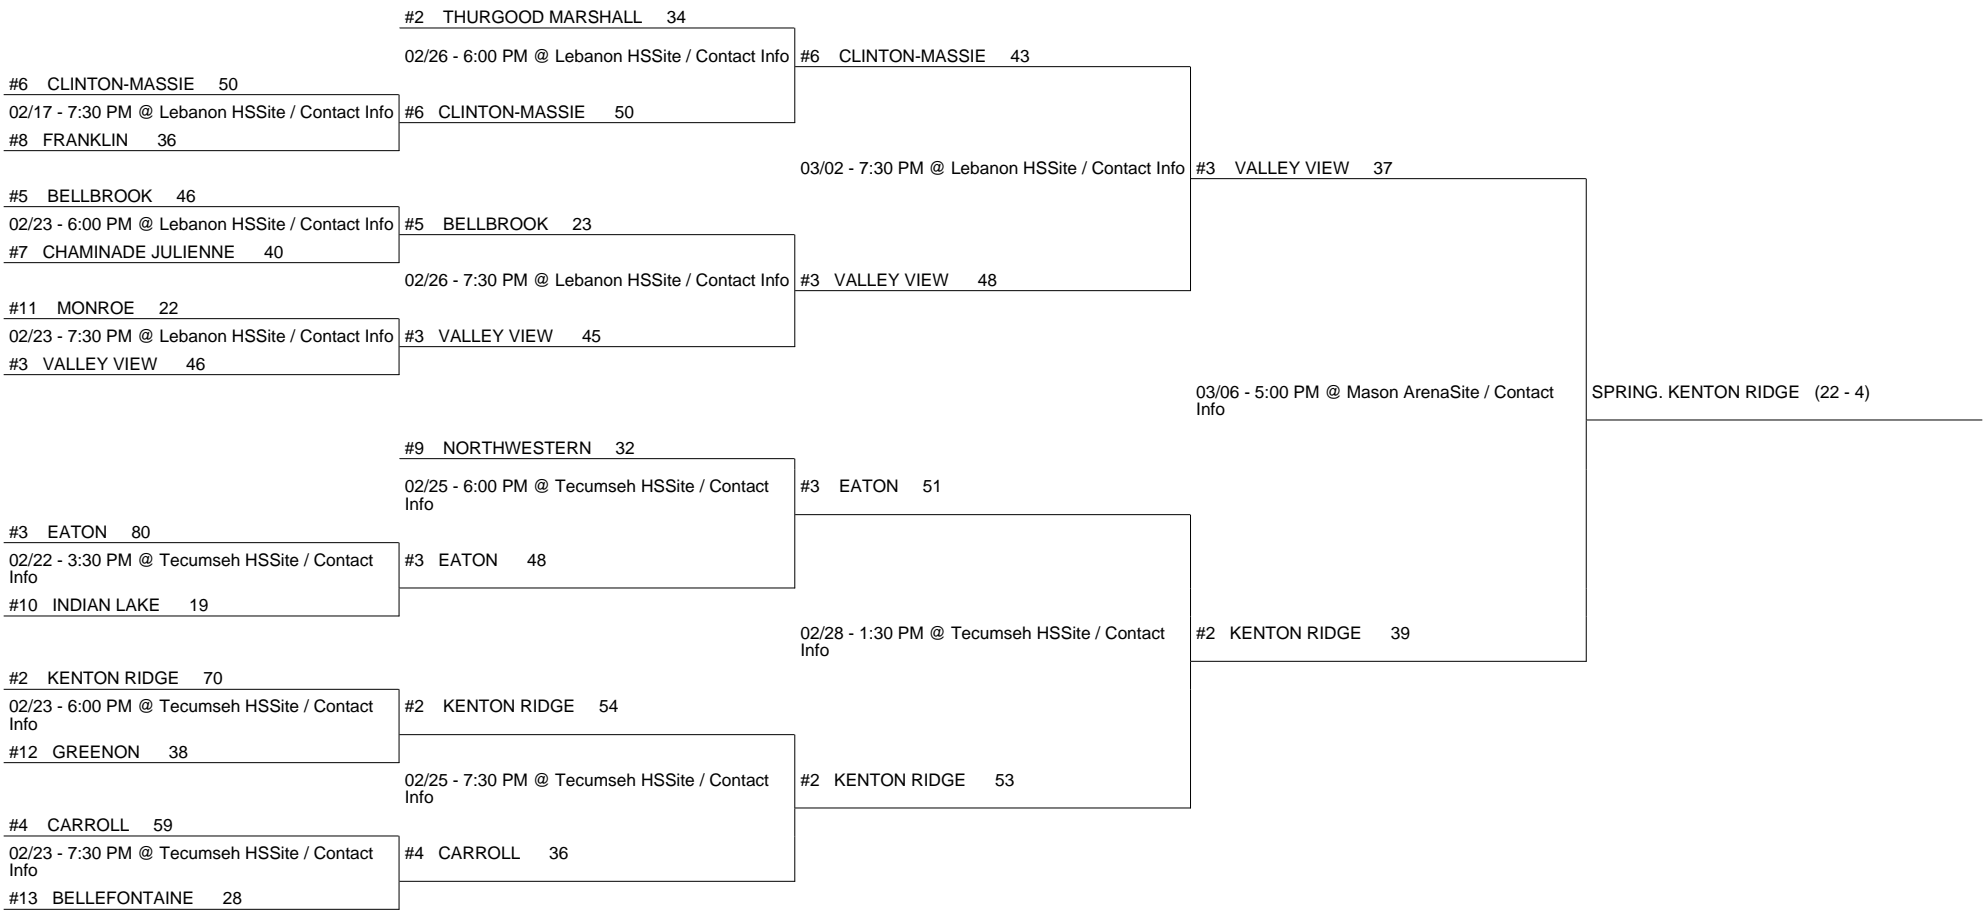 #2 THURGOOD MARSHALL 34
02/26 - 6:00 PM @ Lebanon HSSite / Contact Info
#6 CLINTON-MASSIE 43
#6 CLINTON-MASSIE 50
02/17 - 7:30 PM @ Lebanon HSSite / Contact Info
#6 CLINTON-MASSIE 50
#8 FRANKLIN 36
03/02 - 7:30 PM @ Lebanon HSSite / Contact Info
#3 VALLEY VIEW 37
#5 BELLBROOK 46
02/23 - 6:00 PM @ Lebanon HSSite / Contact Info
#5 BELLBROOK 23
#7 CHAMINADE JULIENNE 40
02/26 - 7:30 PM @ Lebanon HSSite / Contact Info
#3 VALLEY VIEW 48
#11 MONROE 22
02/23 - 7:30 PM @ Lebanon HSSite / Contact Info
#3 VALLEY VIEW 45
#3 VALLEY VIEW 46
03/06 - 5:00 PM @ Mason ArenaSite / Contact
Info
SPRING. KENTON RIDGE (22 - 4)
#9 NORTHWESTERN 32
02/25 - 6:00 PM @ Tecumseh HSSite / Contact
Info
#3 EATON 51
#3 EATON 80
02/22 - 3:30 PM @ Tecumseh HSSite / Contact
Info
#3 EATON 48
#10 INDIAN LAKE 19
02/28 - 1:30 PM @ Tecumseh HSSite / Contact
Info
#2 KENTON RIDGE 39
#2 KENTON RIDGE 70
02/23 - 6:00 PM @ Tecumseh HSSite / Contact
Info
#2 KENTON RIDGE 54
#12 GREENON 38
02/25 - 7:30 PM @ Tecumseh HSSite / Contact
Info
#2 KENTON RIDGE 53
#4 CARROLL 59
02/23 - 7:30 PM @ Tecumseh HSSite / Contact
Info
#4 CARROLL 36
#13 BELLEFONTAINE 28